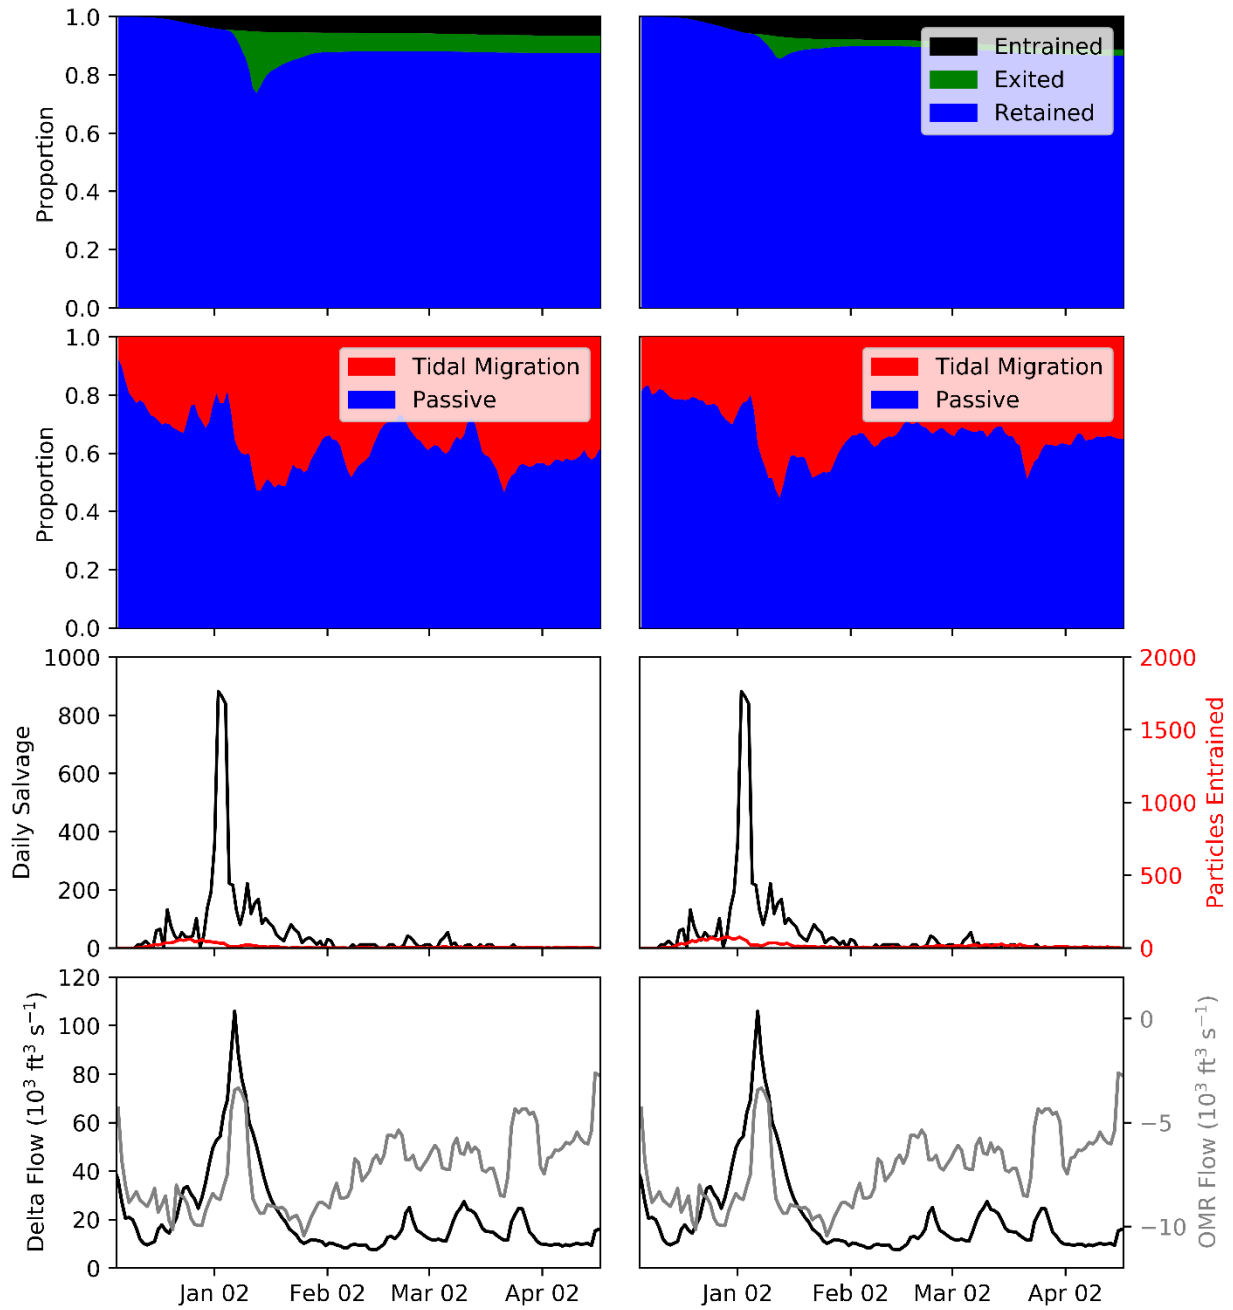 1.0
0.8
0.6
0.4
0.2
0.0
Proportion
Entrained
Exited
Retained
1.0
0.8
0.6
0.4
0.2
0.0
Proportion
Tidal Migration
Passive
Tidal Migration
Passive
1000
800
600
400
200
0
Daily Salvage
2000
1500
1000
500
0
Particles Entrained
120
100
80
60
40
20
0
Delta Flow (10³ ft³ s⁻¹)
0
−5
−10
OMR Flow (10³ ft³ s⁻¹)
Jan 02 Feb 02 Mar 02 Apr 02
Jan 02 Feb 02 Mar 02 Apr 02